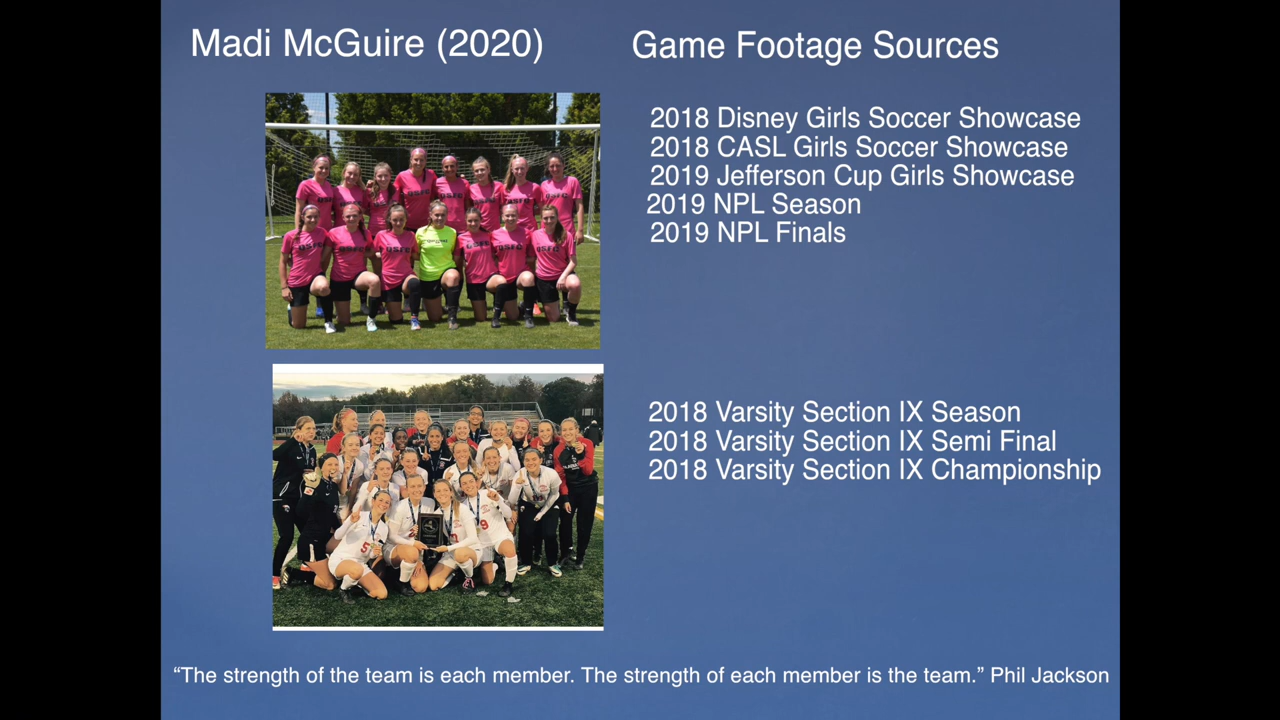 Madi McGuire (2020)
Game Footage Sources
2018 Disney Girls Soccer Showcase
2018 CASL Girls Soccer Showcase
2019 Jefferson Cup Girls Showcase
2019 NPL Season
2019 NPL Finals
2018 Varsity Section IX Season
2018 Varsity Section IX Semi Final
2018 Varsity Section IX Championship
“The strength of the team is each member. The strength of each member is the team.” Phil Jackson
5
9